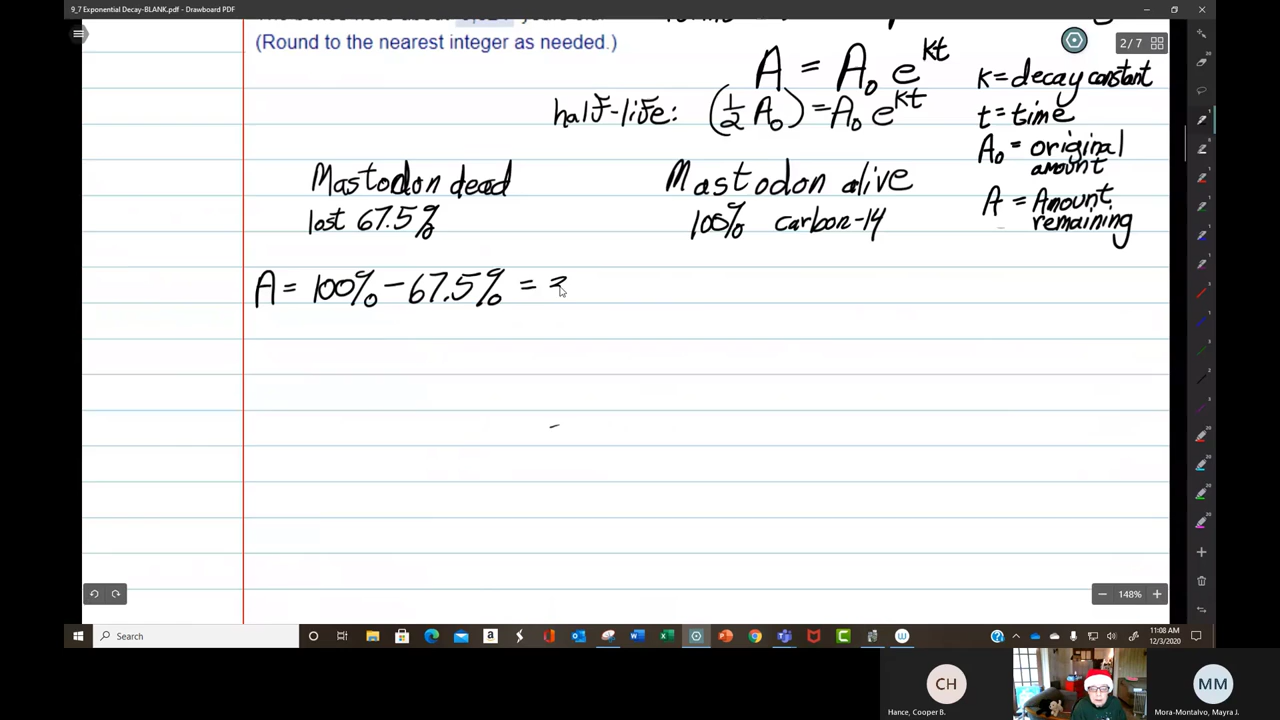 9_7 Exponential Decay-BLANK.pdf - Drawboard PDF
(Round to the nearest integer as needed.)
2/7
A = A₀ e^kt
half-life: (1/2 A₀) = A₀ e^kt
K = decay constant
t = time
A₀ = original amount
A = Amount remaining
Mastodon dead
lost 67.5%
Mastodon alive
100% carbon-14
A = 100% - 67.5% = 3
148%
Search
11:08 AM
12/3/2020
CH
Hance, Cooper B.
MM
Mora-Montalvo, Mayra J.